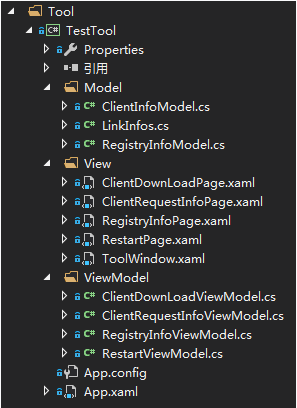 Tool
TestTool
Properties
引用
Model
ClientInfoModel.cs
LinkInfos.cs
RegistryInfoModel.cs
View
ClientDownLoadPage.xaml
ClientRequestInfoPage.xaml
RegistryInfoPage.xaml
RestartPage.xaml
ToolWindow.xaml
ViewModel
ClientDownLoadViewModel.cs
ClientRequestInfoViewModel.cs
RegistryInfoViewModel.cs
RestartViewModel.cs
App.config
App.xaml